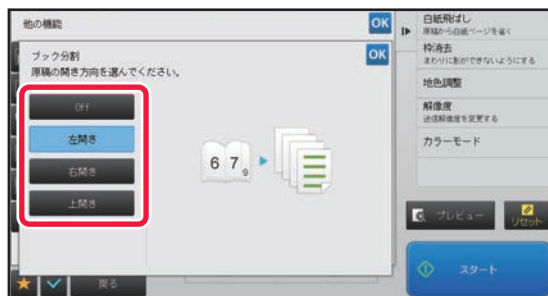 他の機能
OK
ブック分割
原稿の開き方向を選んでください。
OK
Off
左開き
右開き
上開き
6 7 9
戻る
白紙飛ばし
原稿から白紙ページを省く
枠消去
まわりに影ができないようにする
地色調整
解像度
送信解像度を変更する
カラーモード
プレビュー
リセット
スタート